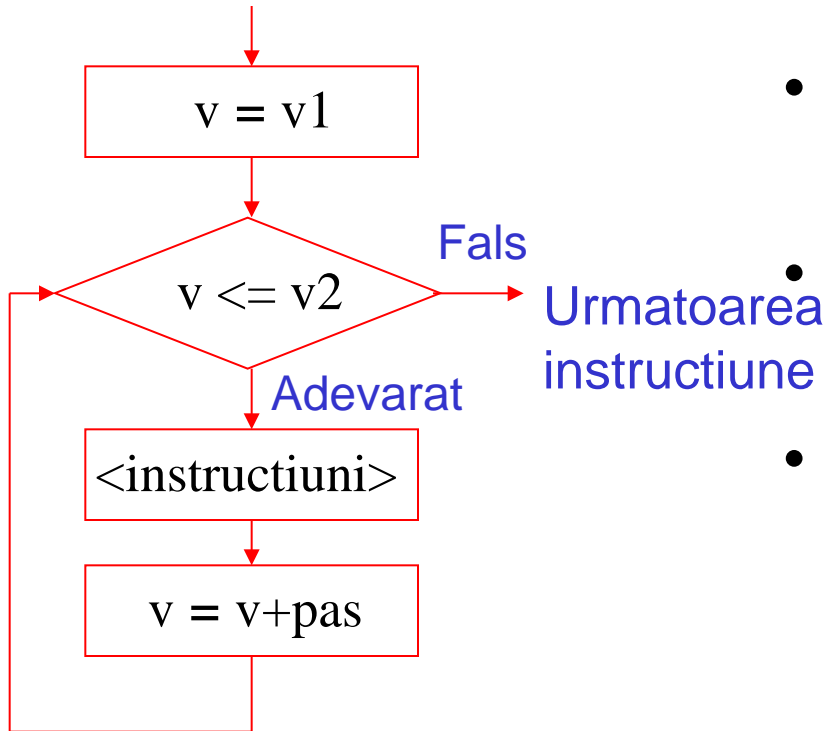 v = v1
v <= v2
Fals
Urmatoarea
instructiune
Adevarat
<instructiuni>
v = v+pas